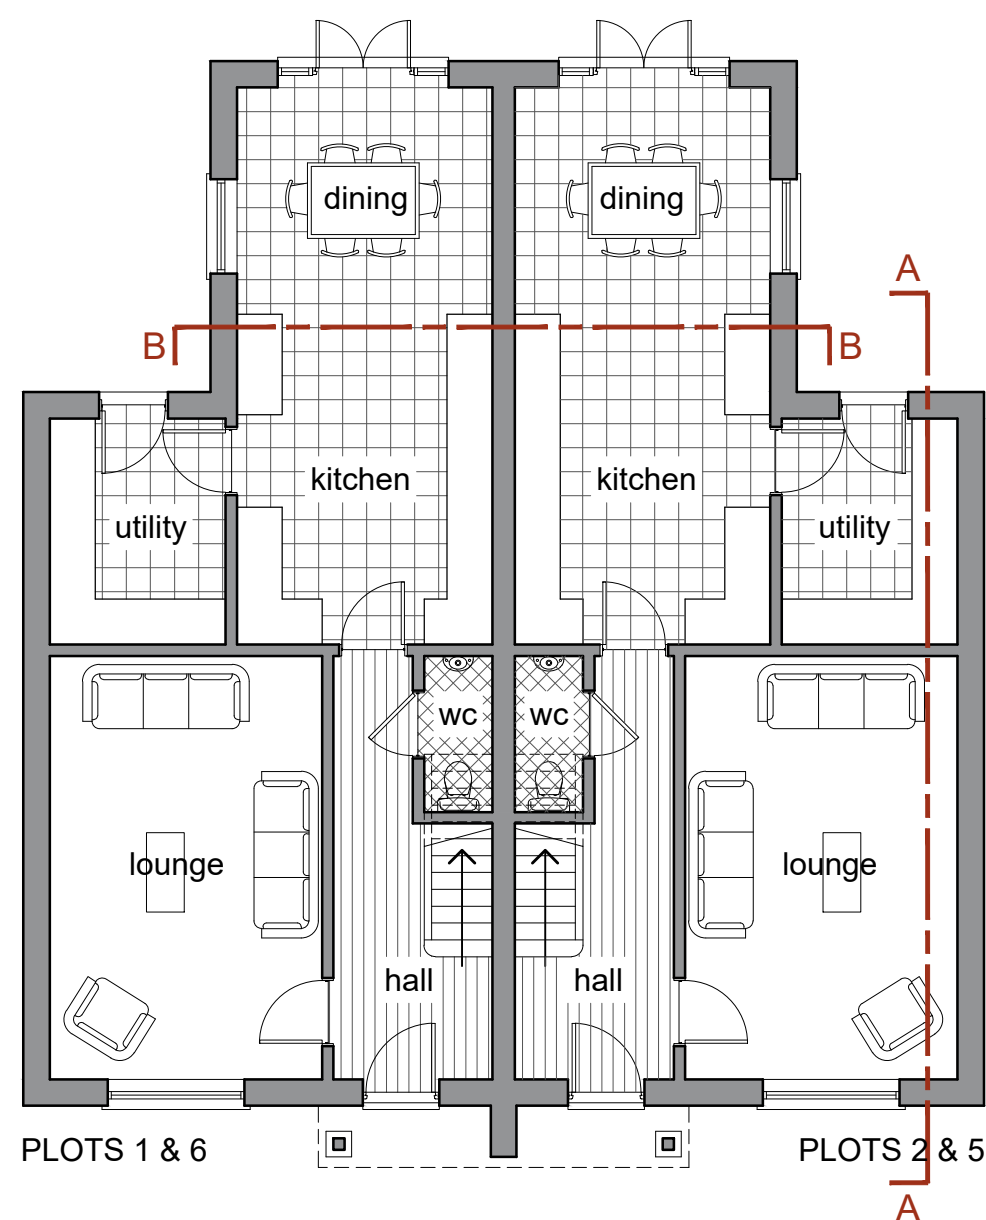 dining
dining
A
B
B
kitchen
kitchen
utility
utility
wc
wc
lounge
lounge
hall
hall
PLOTS 1 & 6
PLOTS 2 & 5
A